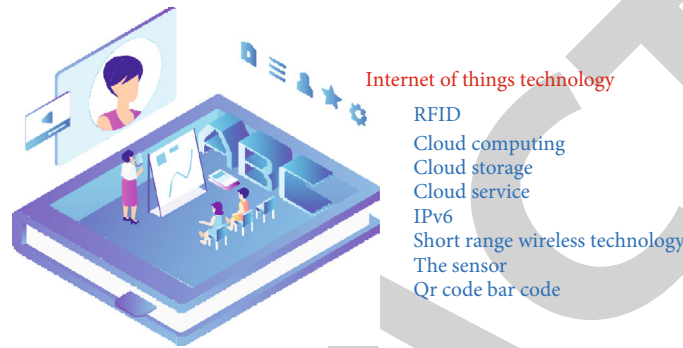 ABC
Internet of things technology
RFID
Cloud computing
Cloud storage
Cloud service
IPv6
Short range wireless technology
The sensor
Qr code bar code